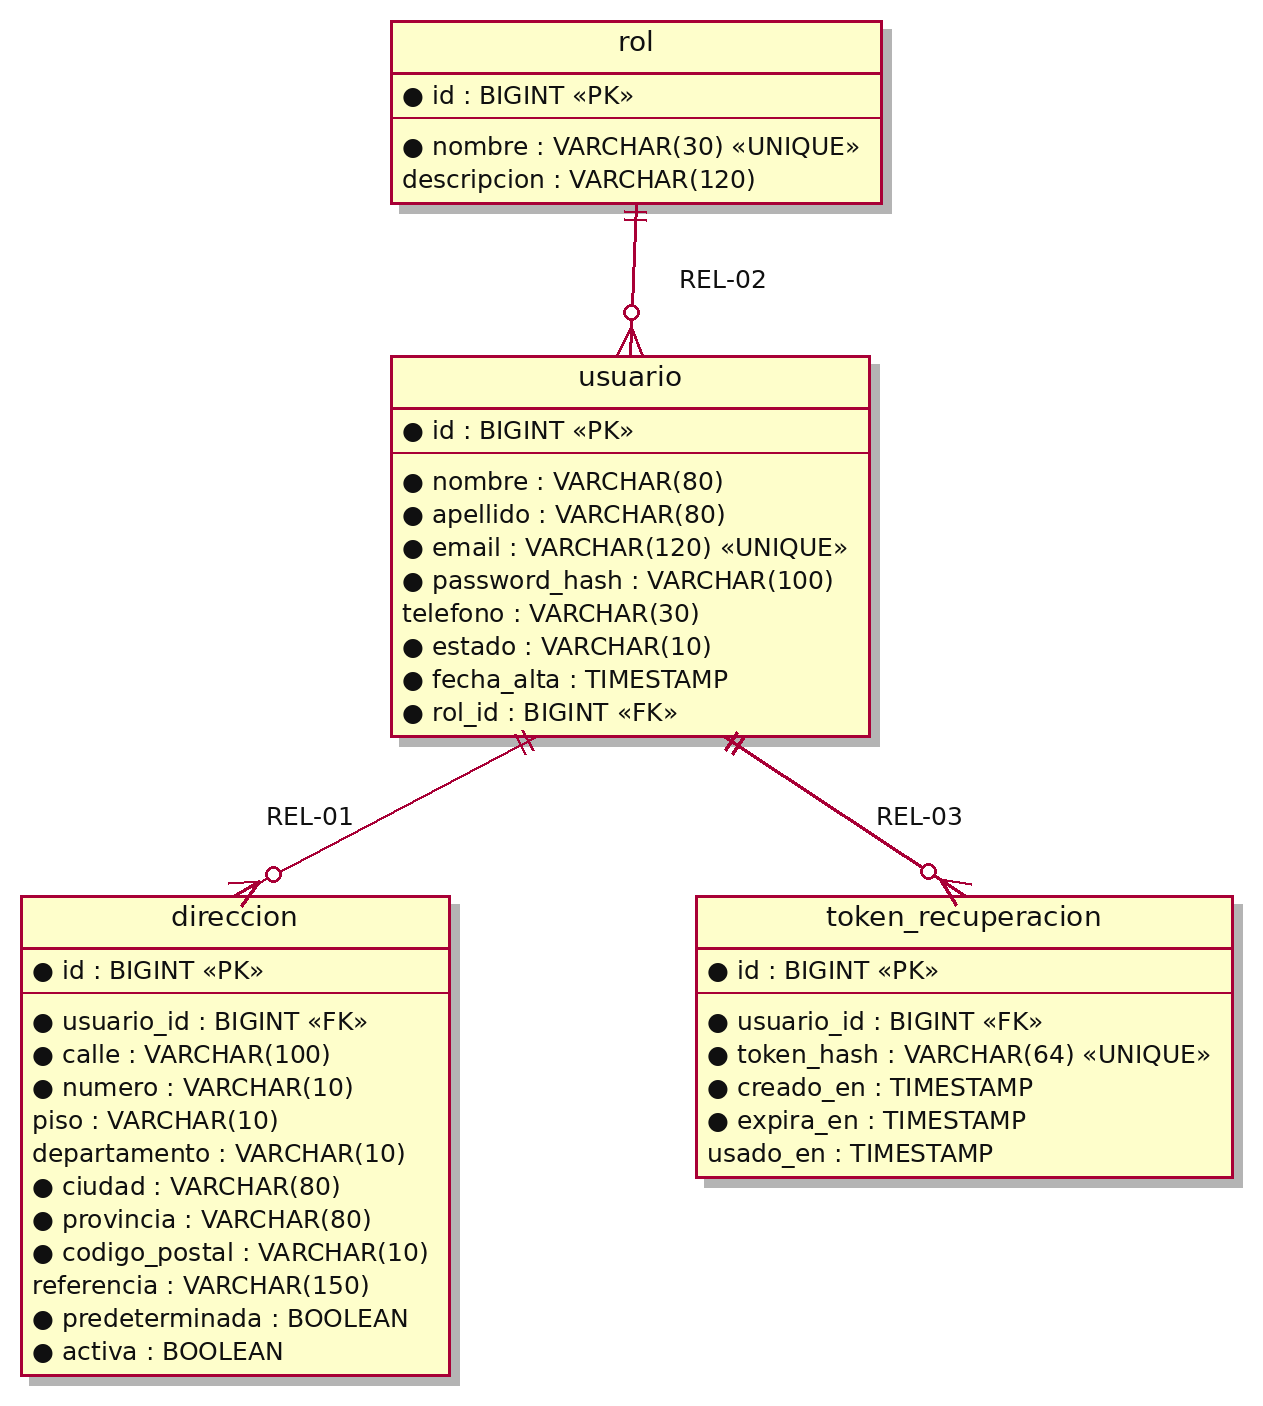 rol
● id : BIGINT «PK»
● nombre : VARCHAR(30) «UNIQUE»
descripcion : VARCHAR(120)
REL-02
usuario
● id : BIGINT «PK»
● nombre : VARCHAR(80)
● apellido : VARCHAR(80)
● email : VARCHAR(120) «UNIQUE»
● password_hash : VARCHAR(100)
telefono : VARCHAR(30)
● estado : VARCHAR(10)
● fecha_alta : TIMESTAMP
● rol_id : BIGINT «FK»
REL-01
REL-03
direccion
● id : BIGINT «PK»
● usuario_id : BIGINT «FK»
● calle : VARCHAR(100)
● numero : VARCHAR(10)
piso : VARCHAR(10)
departamento : VARCHAR(10)
● ciudad : VARCHAR(80)
● provincia : VARCHAR(80)
● codigo_postal : VARCHAR(10)
referencia : VARCHAR(150)
● predeterminada : BOOLEAN
● activa : BOOLEAN
token_recuperacion
● id : BIGINT «PK»
● usuario_id : BIGINT «FK»
● token_hash : VARCHAR(64) «UNIQUE»
● creado_en : TIMESTAMP
● expira_en : TIMESTAMP
usado_en : TIMESTAMP